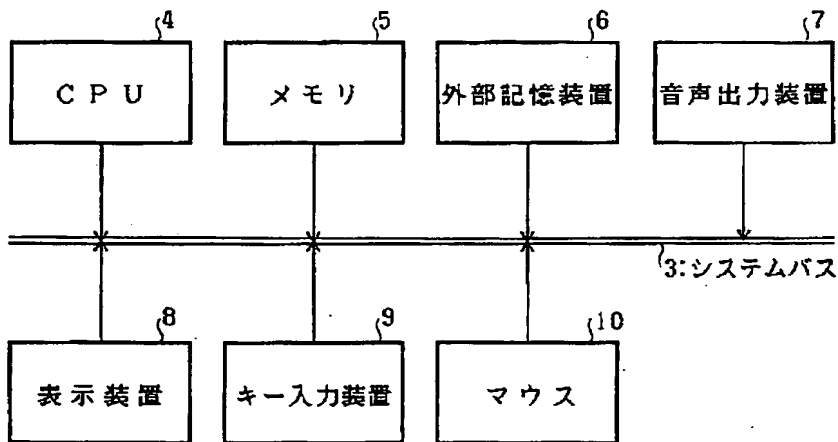 4
5
6
7
CPU
メモリ
外部記憶装置
音声出力装置
3:システムバス
8
9
10
表示装置
キー入力装置
マウス